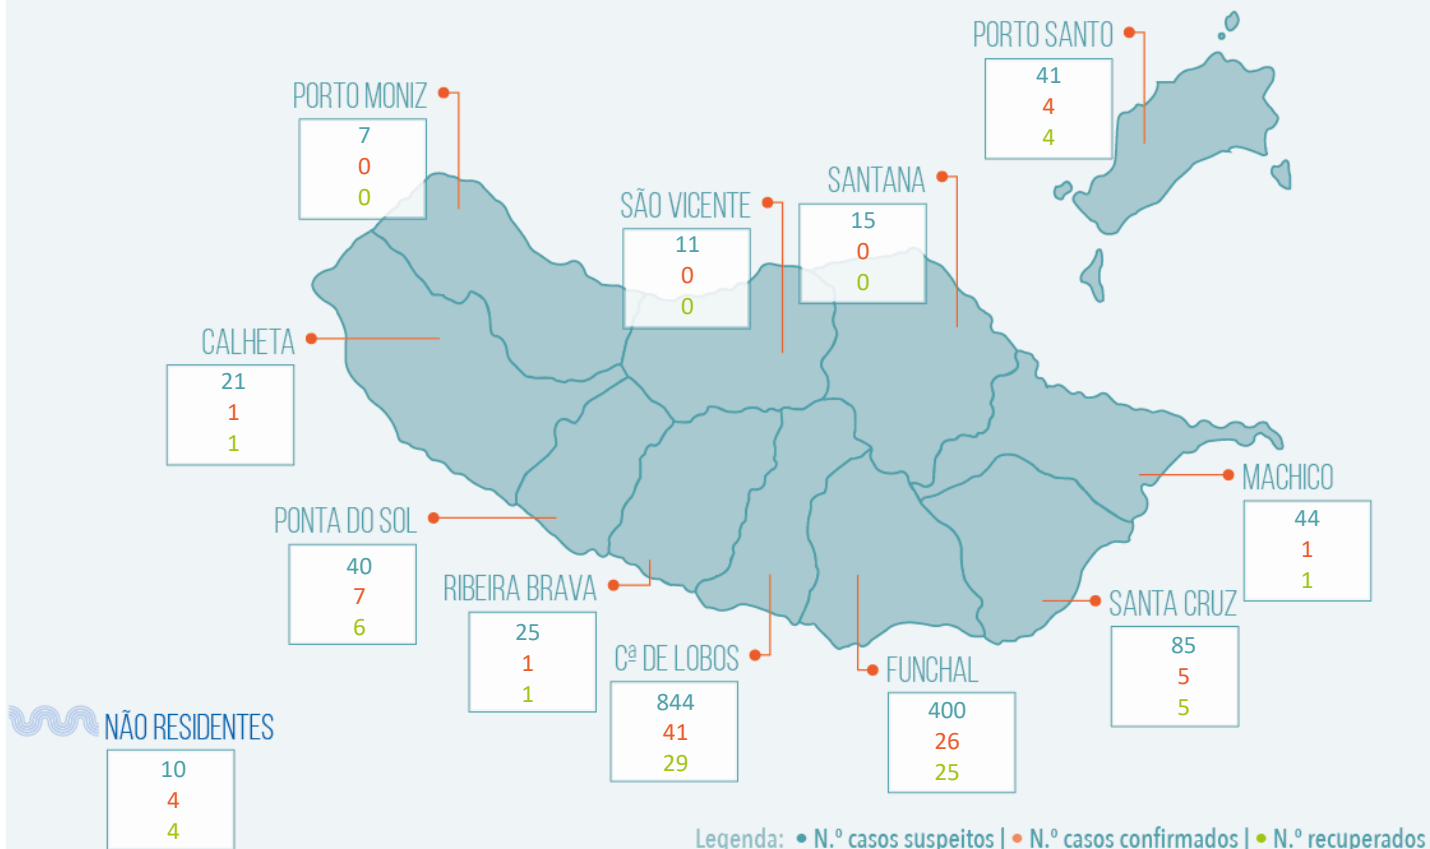 PORTO SANTO
41
4
4
PORTO MONIZ
7
0
0
SANTANA
15
0
0
SÃO VICENTE
11
0
0
CALHETA
21
1
1
MACHICO
44
1
1
PONTA DO SOL
40
7
6
RIBEIRA BRAVA
25
1
1
SANTA CRUZ
85
5
5
Cª DE LOBOS
844
41
29
FUNCHAL
400
26
25
NÃO RESIDENTES
10
4
4
Legenda: • N.º casos suspeitos | • N.º casos confirmados | • N.º recuperados